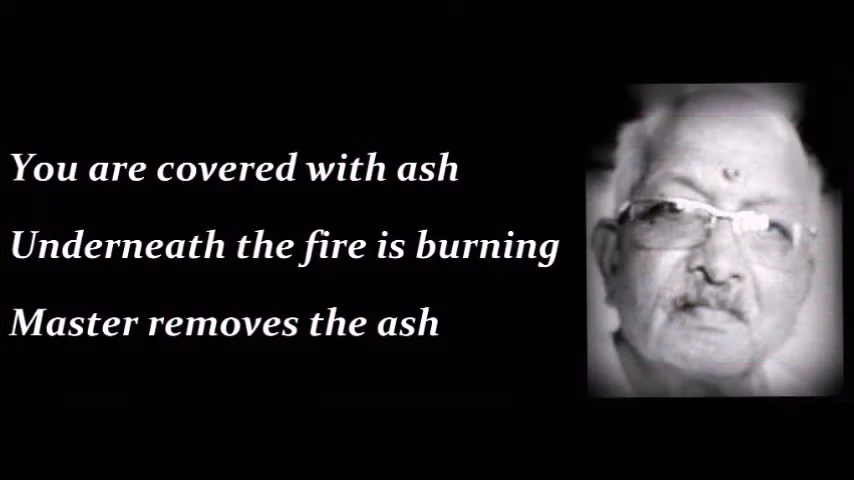 You are covered with ash
Underneath the fire is burning
Master removes the ash